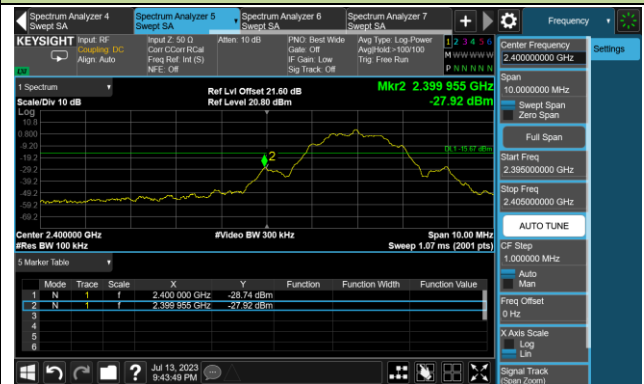 Spectrum Analyzer 4
Swept SA
Spectrum Analyzer 5
Swept SA
Spectrum Analyzer 6
Swept SA
Spectrum Analyzer 7
Swept SA
Frequency
KEYSIGHT
Input: RF
Coupling: DC
Align: Auto
Input Z: 50 Ω
Corr CCorr RCal
Freq Ref: Int (S)
NFE: Off
Atten: 10 dB
PNO: Best Wide
Gate: Off
IF Gain: Low
Sig Track: Off
Avg Type: Log-Power
Avg|Hold:>100/100
Trig: Free Run
1 2 3 4 5 6
M W W W W W
P N N N N N
1 Spectrum
Scale/Div 10 dB
Ref Lvl Offset 21.60 dB
Ref Level 20.80 dBm
Mkr2 2.399 955 GHz
-27.92 dBm
Log
10.8
0.800
-9.20
-19.2
-29.2
-39.2
-49.2
-59.2
-69.2
2
DL1 -15.67 dBm
Center 2.400000 GHz
#Res BW 100 kHz
#Video BW 300 kHz
Span 10.00 MHz
Sweep 1.07 ms (2001 pts)
5 Marker Table
Mode Trace Scale X Y Function Function Width Function Value
1 N 1 f 2.400 000 GHz -28.74 dBm
2 N 1 f 2.399 955 GHz -27.92 dBm
3
4
5
6
Jul 13, 2023
9:43:49 PM
Center Frequency
2.400000000 GHz
Settings
Span
10.0000000 MHz
Swept Span
Zero Span
Full Span
Start Freq
2.395000000 GHz
Stop Freq
2.405000000 GHz
AUTO TUNE
CF Step
1.000000 MHz
Auto
Man
Freq Offset
0 Hz
X Axis Scale
Log
Lin
Signal Track
(Span Zoom)